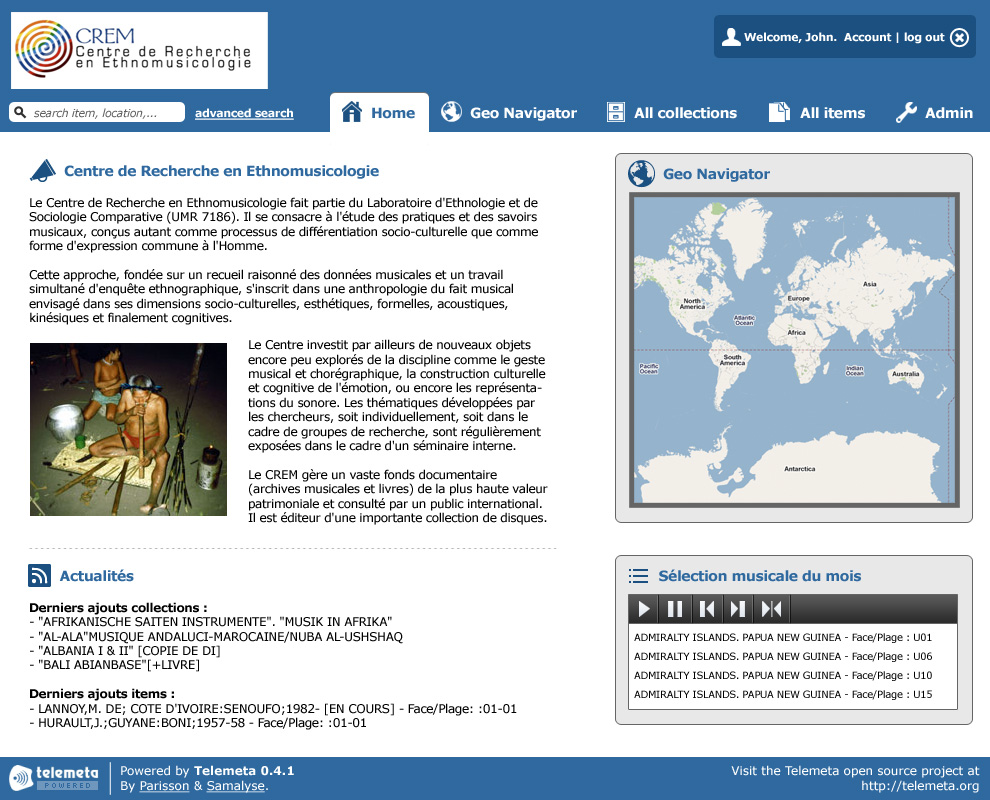 CREM
Centre de Recherche
en Ethnomusicologie
Welcome, John. Account | log out
search item, location,...
advanced search
Home
Geo Navigator
All collections
All items
Admin
Centre de Recherche en Ethnomusicologie
Le Centre de Recherche en Ethnomusicologie fait partie du Laboratoire d'Ethnologie et de
Sociologie Comparative (UMR 7186). Il se consacre à l'étude des pratiques et des savoirs
musicaux, conçus autant comme processus de différentiation socio-culturelle que comme
forme d'expression commune à l'Homme.
Cette approche, fondée sur un recueil raisonné des données musicales et un travail
simultané d'enquête ethnographique, s'inscrit dans une anthropologie du fait musical
envisagé dans ses dimensions socio-culturelles, esthétiques, formelles, acoustiques,
kinésiques et finalement cognitives.
Le Centre investit par ailleurs de nouveaux objets
encore peu explorés de la discipline comme le geste
musical et chorégraphique, la construction culturelle
et cognitive de l'émotion, ou encore les représenta-
tions du sonore. Les thématiques développées par
les chercheurs, soit individuellement, soit dans le
cadre de groupes de recherche, sont régulièrement
exposées dans le cadre d'un séminaire interne.
Le CREM gère un vaste fonds documentaire
(archives musicales et livres) de la plus haute valeur
patrimoniale et consulté par un public international.
Il est éditeur d'une importante collection de disques.
Geo Navigator
North
America
Atlantic
Ocean
Europe
Asia
Africa
Pacific
Ocean
South
America
Indian
Ocean
Australia
Antarctica
Actualités
Derniers ajouts collections :
- "AFRIKANISCHE SAITEN INSTRUMENTE". "MUSIK IN AFRIKA"
- "AL-ALA"MUSIQUE ANDALUCI-MAROCAINE/NUBA AL-USHSHAQ
- "ALBANIA I & II" [COPIE DE DI]
- "BALI ABIANBASE"[+LIVRE]
Derniers ajouts items :
- LANNOY,M. DE; COTE D'IVOIRE:SENOUFO;1982- [EN COURS] - Face/Plage: :01-01
- HURAULT,J.;GUYANE:BONI;1957-58 - Face/Plage: :01-01
Sélection musicale du mois
ADMIRALTY ISLANDS. PAPUA NEW GUINEA - Face/Plage : U01
ADMIRALTY ISLANDS. PAPUA NEW GUINEA - Face/Plage : U06
ADMIRALTY ISLANDS. PAPUA NEW GUINEA - Face/Plage : U10
ADMIRALTY ISLANDS. PAPUA NEW GUINEA - Face/Plage : U15
telemeta
POWERED
Powered by Telemeta 0.4.1
By Parisson & Samalyse.
Visit the Telemeta open source project at
http://telemeta.org